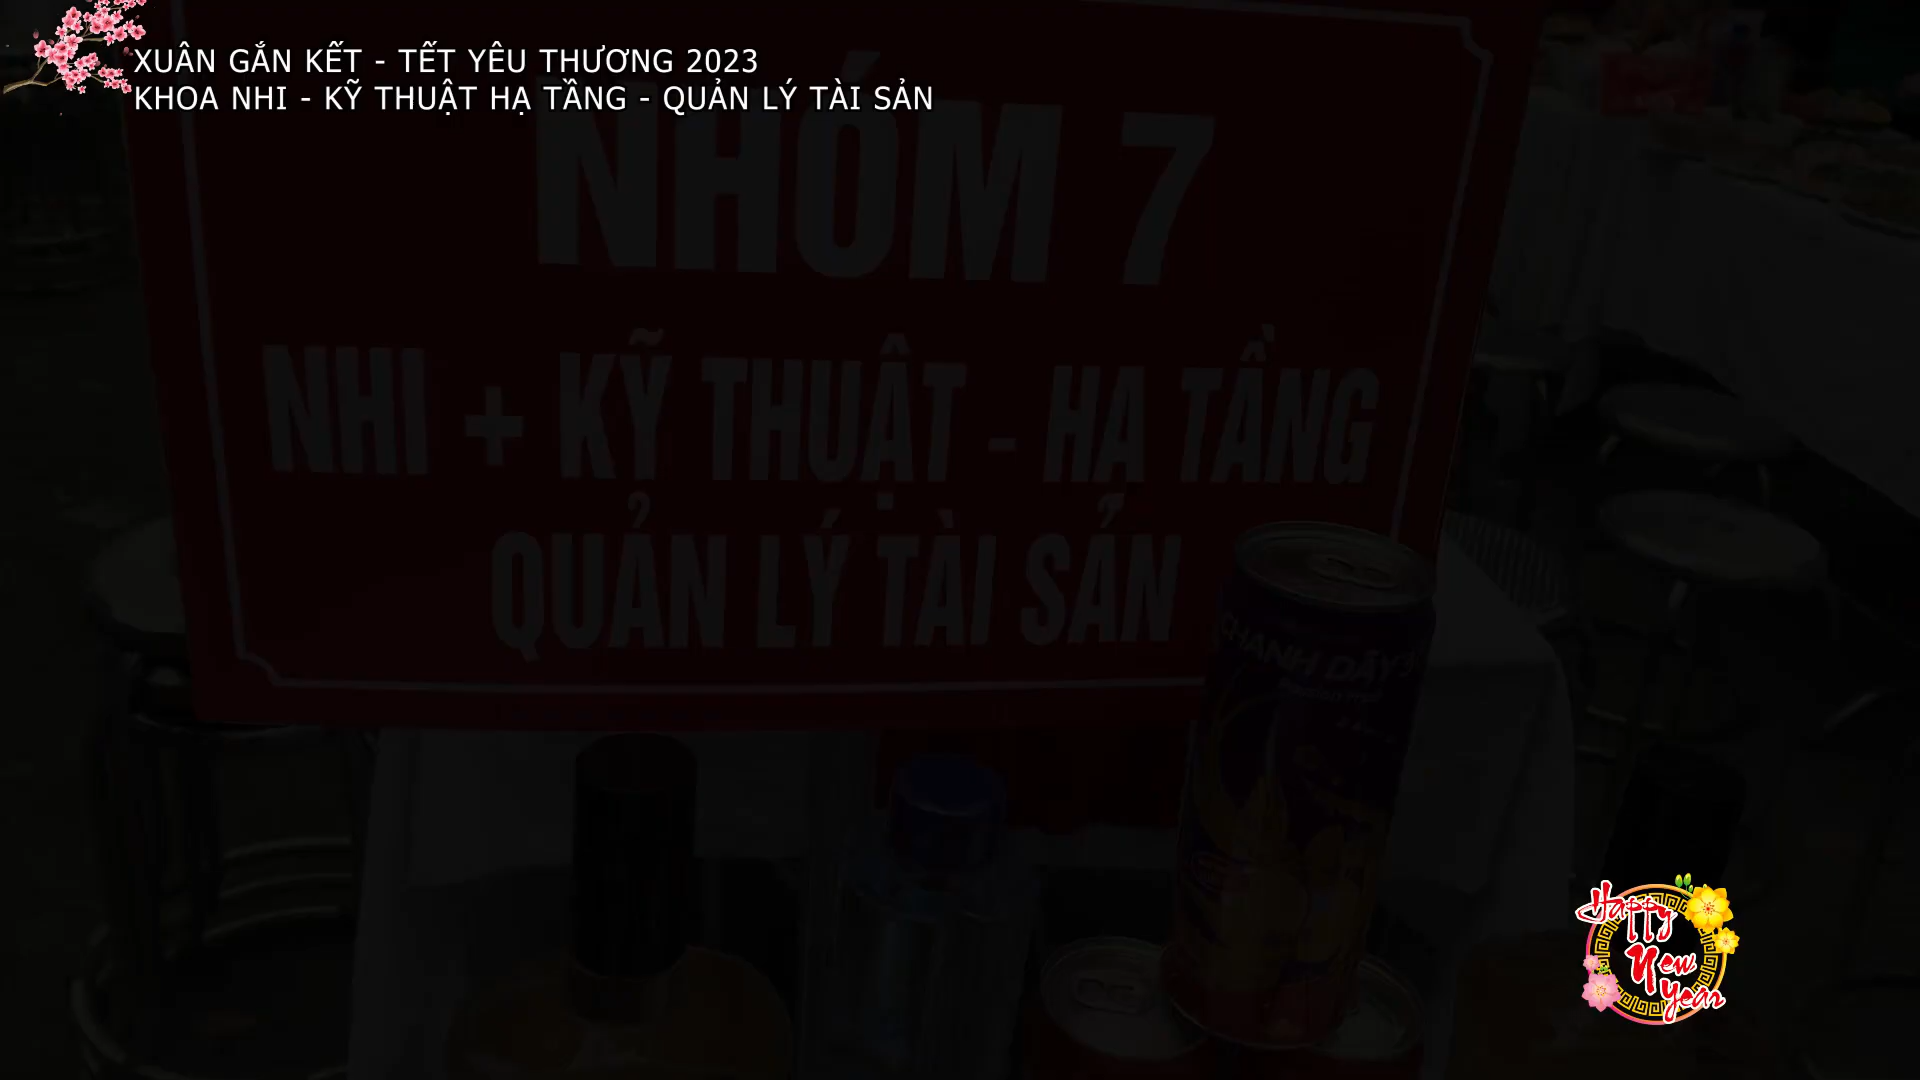 XUÂN GẮN KẾT - TẾT YÊU THƯƠNG 2023
KHOA NHI - KỸ THUẬT HẠ TẦNG - QUẢN LÝ TÀI SẢN
NHÓM 7
NHI + KỸ THUẬT - HẠ TẦNG
QUẢN LÝ TÀI SẢN
CHANH DÂY
Happy
New
Year